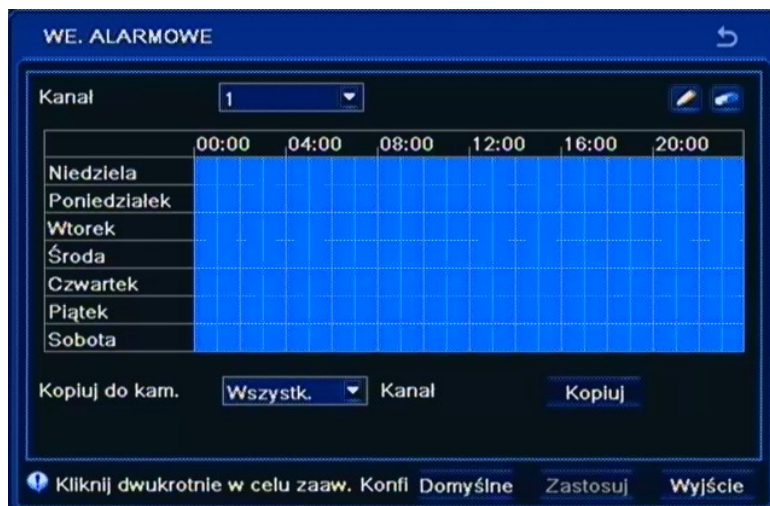 WE. ALARMOWE
Kanał 1
00:00 04:00 08:00 12:00 16:00 20:00
Niedziela
Poniedziałek
Wtorek
Środa
Czwartek
Piątek
Sobota
Kopiuj do kam. Wszystk. Kanał Kopiuj
Kliknij dwukrotnie w celu zaaw. Konfi Domyślne Zastosuj Wyjście